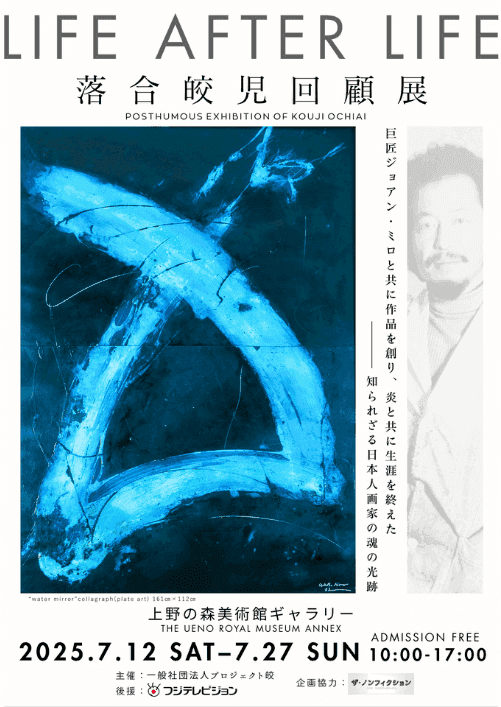 LIFE AFTER LIFE
落合皎児回顧展
POSTHUMOUS EXHIBITION OF KOUJI OCHIAI
巨匠ジョアン・ミロと共に作品を創り、炎と共に生涯を終えた
――知られざる日本人画家の魂の光跡
"water mirror"collagraph(plate art) 161cm×112cm
上野の森美術館ギャラリー
THE UENO ROYAL MUSEUM ANNEX
2025.7.12 SAT–7.27 SUN
ADMISSION FREE
10:00-17:00
主催：一般社団法人プロジェクト皎
後援：フジテレビジョン
企画協力：ザ・ノンフィクション